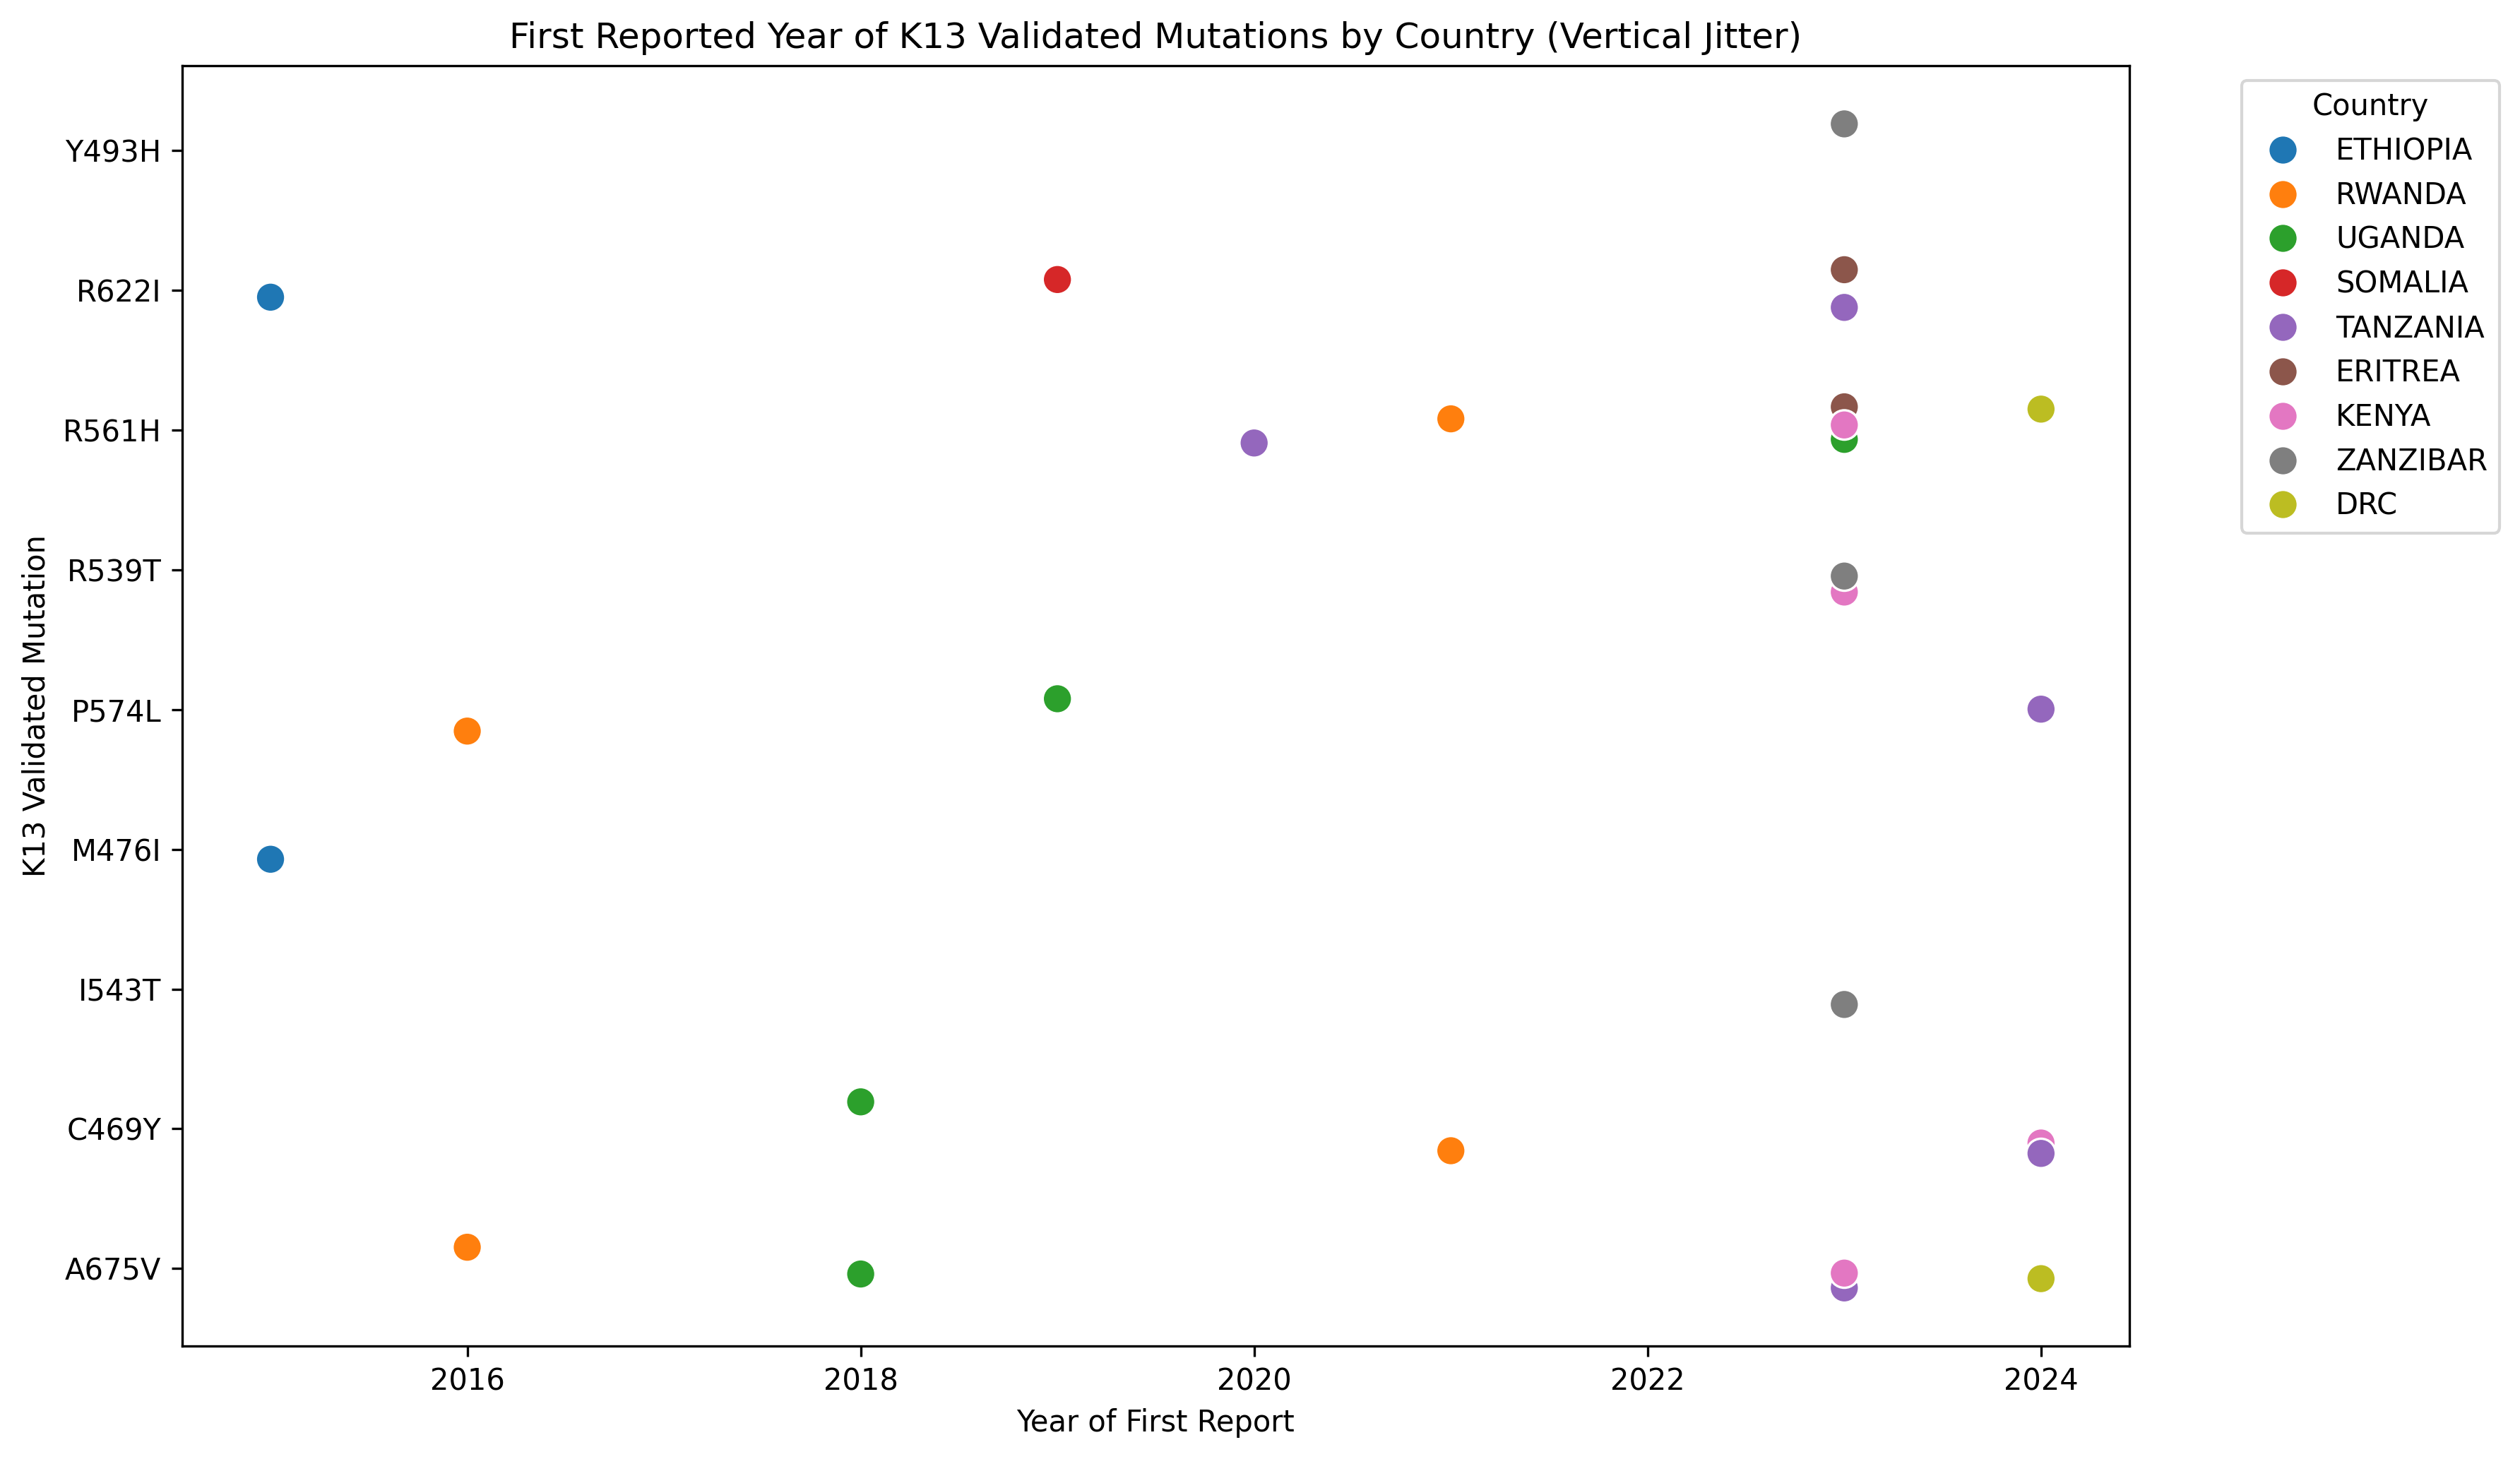 First Reported Year of K13 Validated Mutations by Country (Vertical Jitter)
K13 Validated Mutation
Y493H
R622I
R561H
R539T
P574L
M476I
I543T
C469Y
A675V
2016
2018
2020
2022
2024
Year of First Report
Country
ETHIOPIA
RWANDA
UGANDA
SOMALIA
TANZANIA
ERITREA
KENYA
ZANZIBAR
DRC